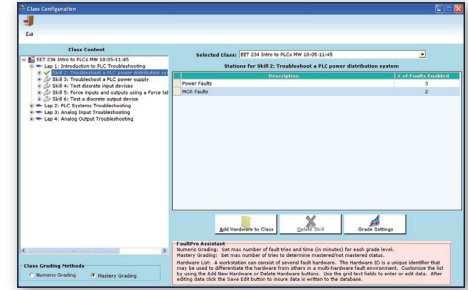 Class Configuration
Exit
Class Content
EET 234 Intro to PLCs MW 10:05-11:45
Lap 1: Introduction to PLC Troubleshooting
Skill 2: Troubleshoot a PLC power distribution sy
Skill 3: Troubleshoot a PLC power supply
Skill 4: Test discrete input devices
Skill 5: Force inputs and outputs using a Force tal
Skill 6: Test a discrete output device
Lap 2: PLC Systems Troubleshooting
Lap 3: Analog Input Troubleshooting
Lap 4: Analog Output Troubleshooting
Class Grading Methods
Numeric Grading
Mastery Grading
Selected Class: EET 234 Intro to PLCs MW 10:05-11:45
Stations for Skill 2: Troubleshoot a PLC power distribution system
Description # of Faults Enabled
Power Faults 3
MCR Faults 2
Add Hardware to Class
Delete Skill
Grade Settings
FaultPro Assistant
Numeric Grading: Set max number of fault tries and time (in minutes) for each grade level.
Mastery Grading: Set max number of tries to determine mastered/not mastered status.
Hardware List: A workstation can consist of several fault hardware. The Hardware ID is a unique identifier that
may be used to differentiate the hardware from others in a multi-hardware fault environment. Customize the list
by using the Add New Hardware or Delete Hardware buttons. Use the grid text fields to enter or edit data. After
editing data click the Save Edit button to insure data is written to the database.